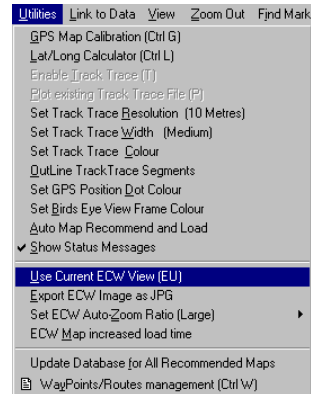 Utilities Link to Data View Zoom Out Find Mark
GPS Map Calibration (Ctrl G)
Lat/Long Calculator (Ctrl L)
Enable Track Trace (T)
Plot existing Track Trace File (P)
Set Track Trace Resolution (10 Metres)
Set Track Trace Width (Medium)
Set Track Trace Colour
OutLine TrackTrace Segments
Set GPS Position Dot Colour
Set Birds Eye View Frame Colour
Auto Map Recommend and Load
Show Status Messages
Use Current ECW View (EU)
Export ECW Image as JPG
Set ECW Auto-Zoom Ratio (Large)
ECW Map increased load time
Update Database for All Recommended Maps
WayPoints/Routes management (Ctrl W)